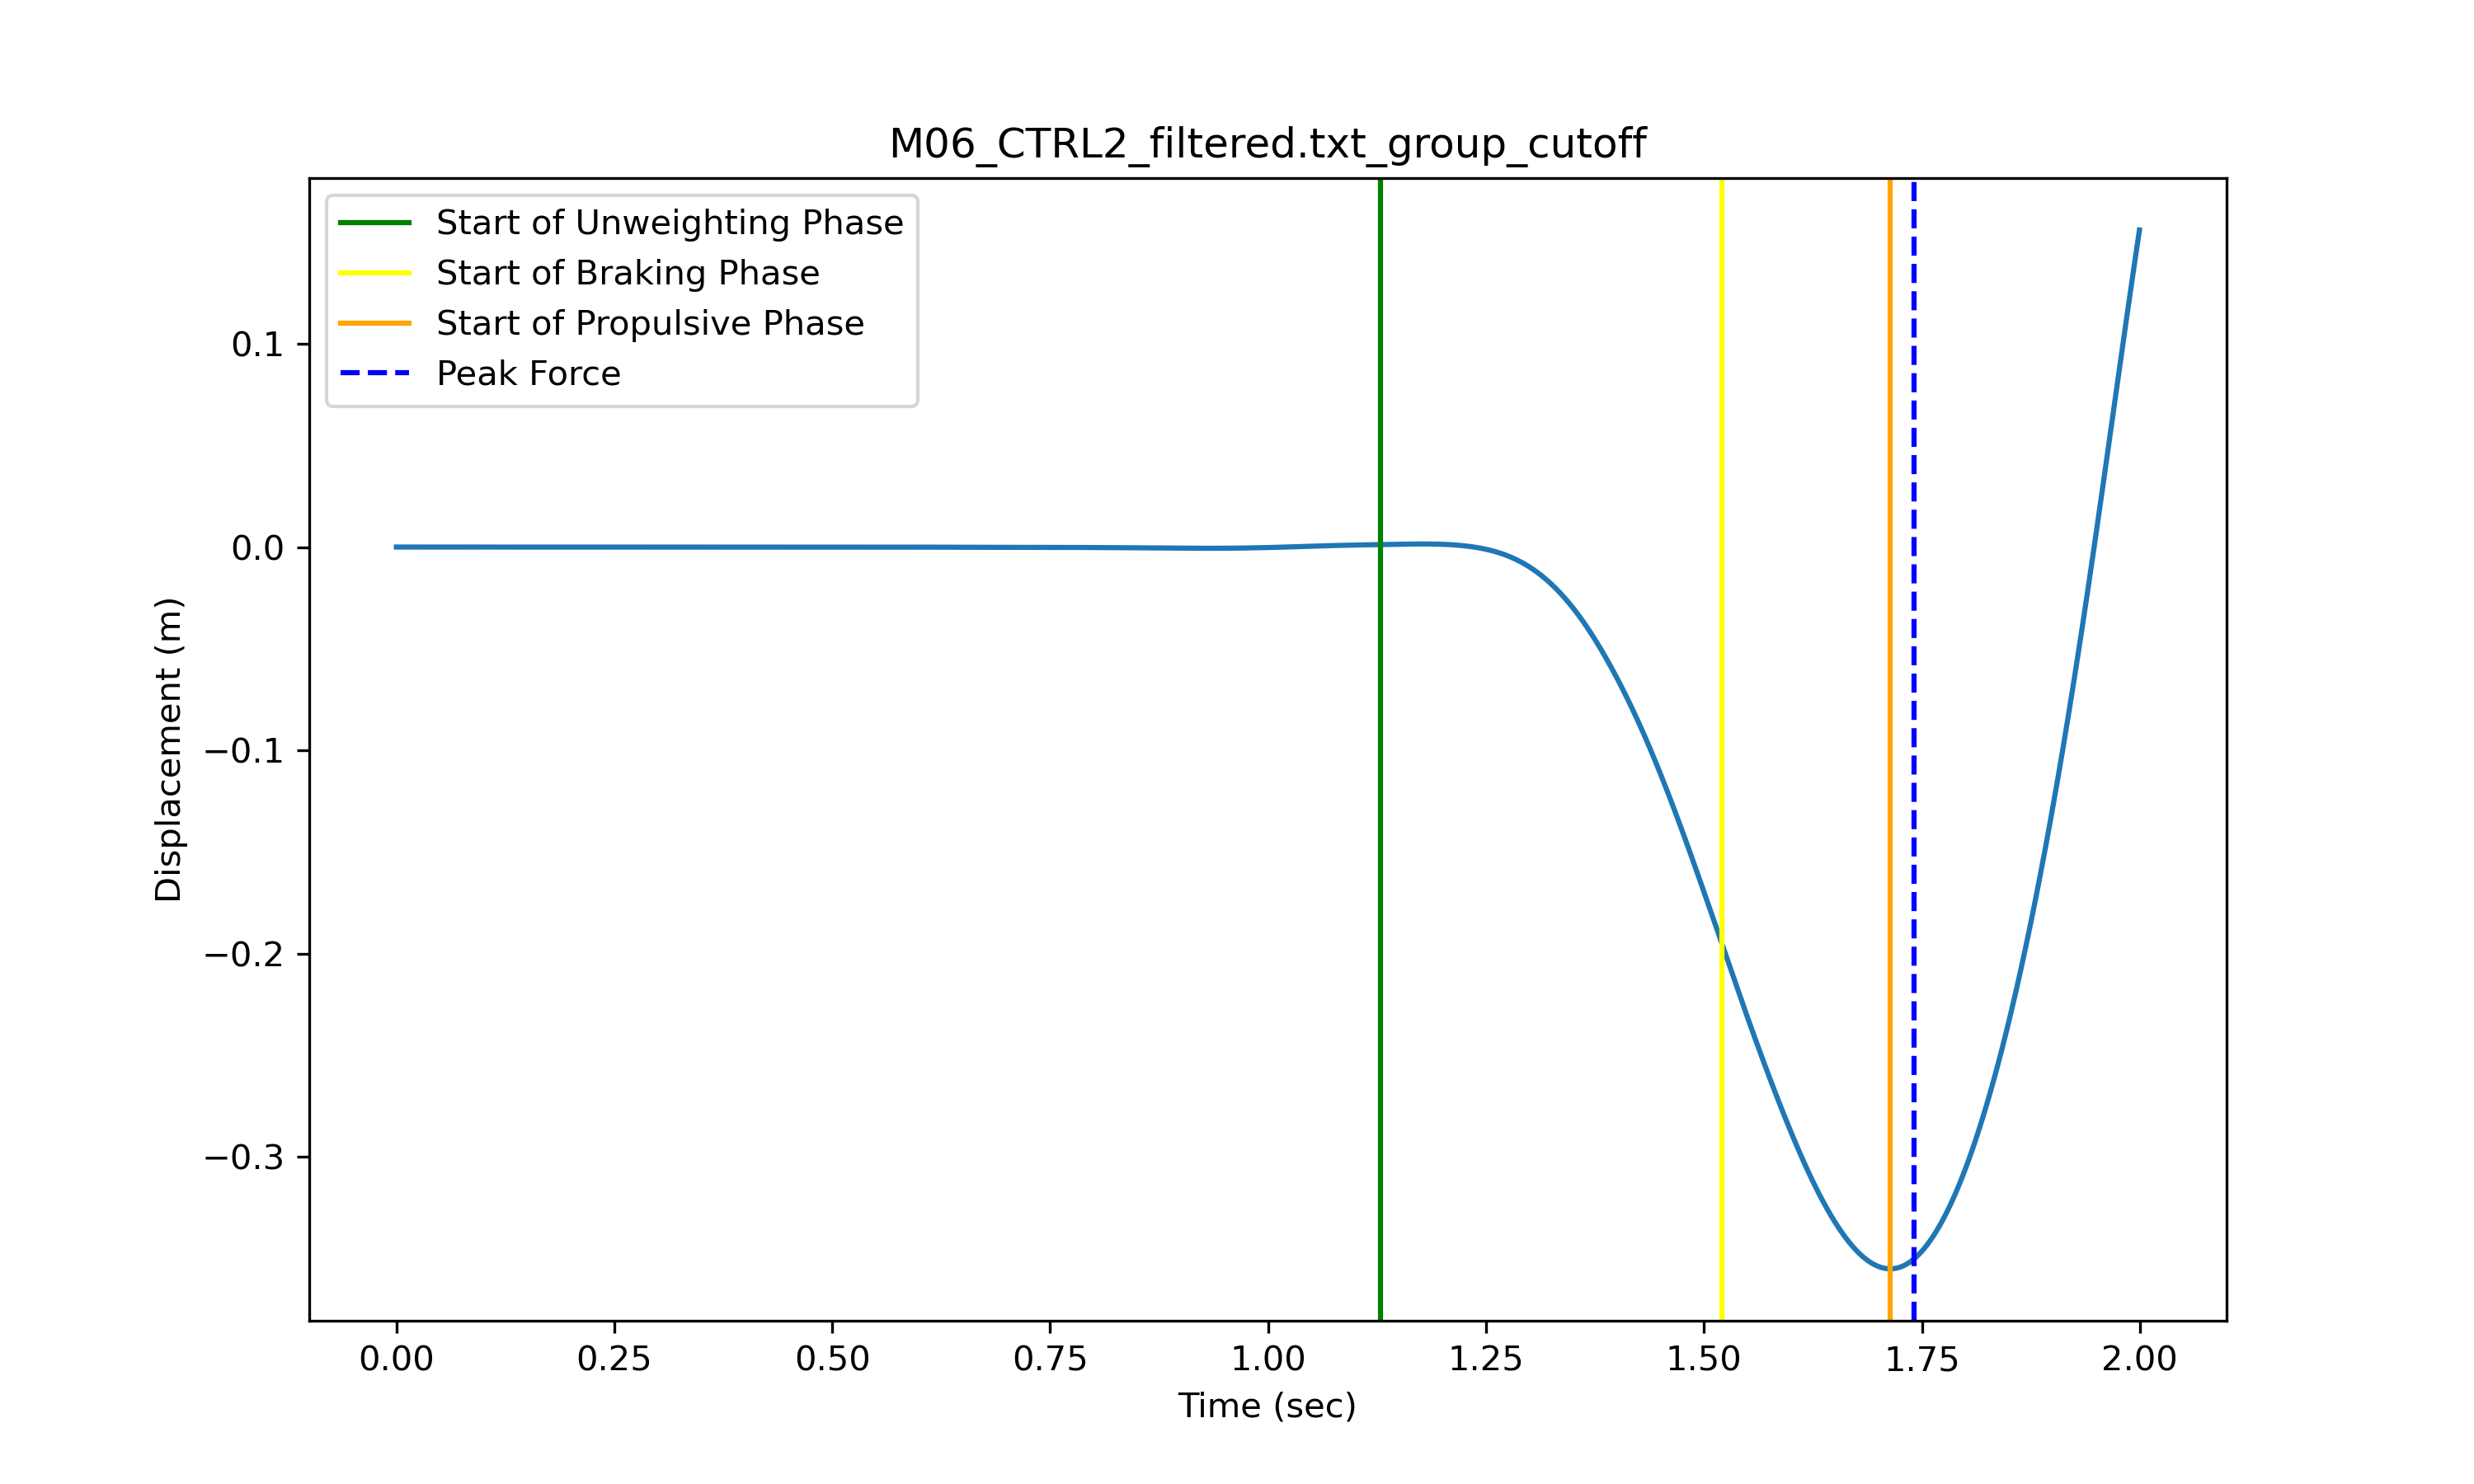 M06_CTRL2_filtered.txt_group_cutoff
Start of Unweighting Phase
Start of Braking Phase
Start of Propulsive Phase
Peak Force
0.1
0.0
−0.1
−0.2
−0.3
Displacement (m)
0.00 0.25 0.50 0.75 1.00 1.25 1.50 1.75 2.00
Time (sec)